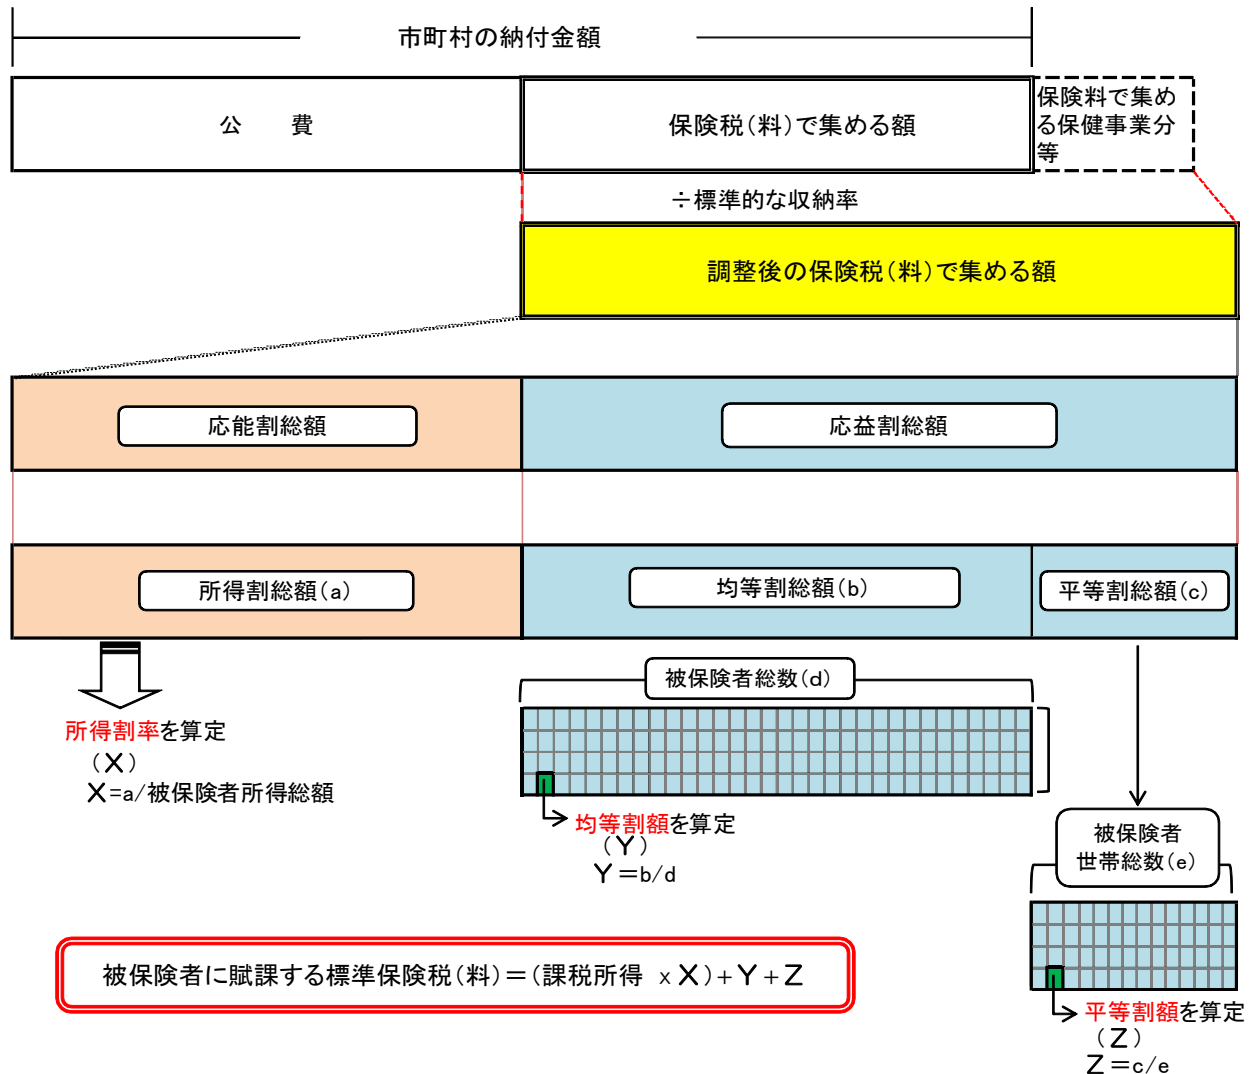 市町村の納付金額
公　　費
保険税(料)で集める額
保険料で集め
る保健事業分
等
÷標準的な収納率
調整後の保険税(料)で集める額
応能割総額
応益割総額
所得割総額(a)
均等割総額(b)
平等割総額(c)
被保険者総数(d)
所得割率を算定
(X)
X=a/被保険者所得総額
均等割額を算定
(Y)
Y=b/d
被保険者
世帯総数(e)
被保険者に賦課する標準保険税(料)=(課税所得 x X)+Y+Z
平等割額を算定
(Z)
Z=c/e